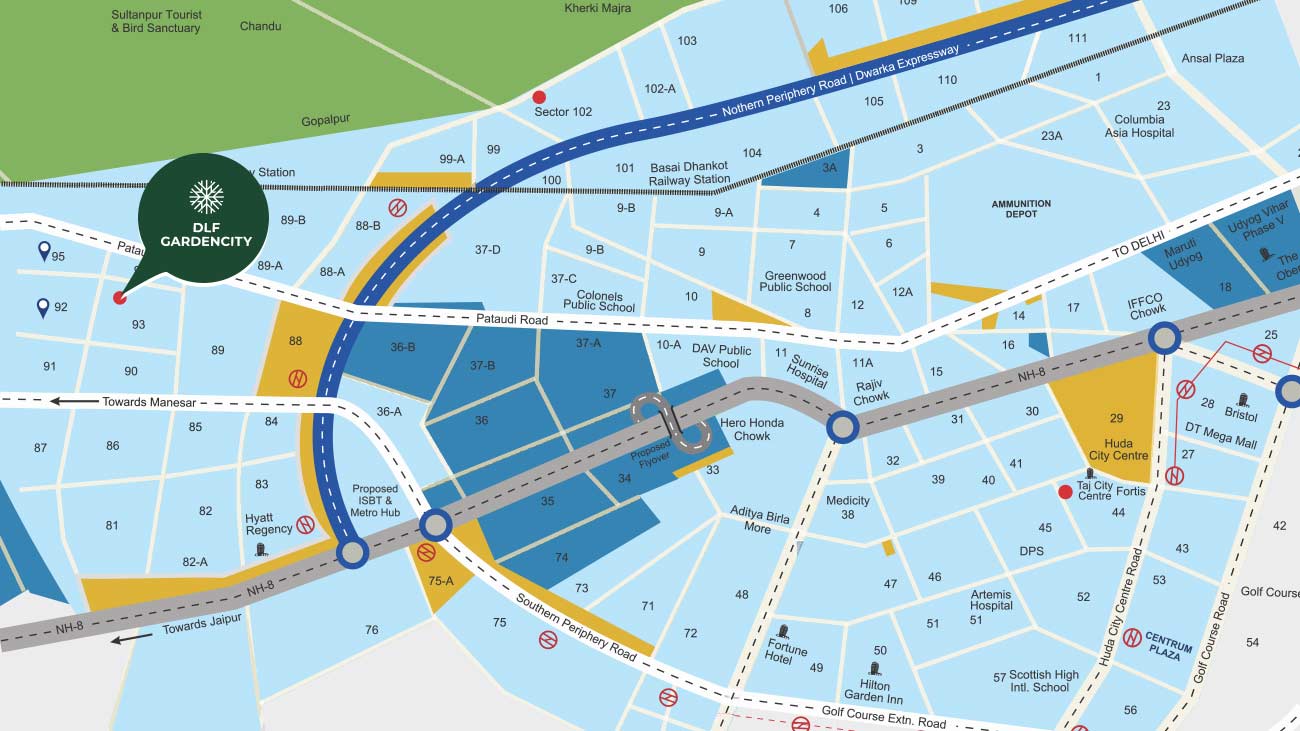 Sultanpur Tourist
& Bird Sanctuary
Chandu
Kherki Majra
106
109
103
111
Ansal Plaza
Nothern Periphery Road | Dwarka Expressway
102-A
110
1
Sector 102
105
23
Columbia
Asia Hospital
Gopalpur
23A
3
99-A
99
104
101
Basai Dhankot
Railway Station
3A
100
Station
DLF
GARDENCITY
89-B
88-B
9-B
9-A
4
5
AMMUNITION
DEPOT
Udyog Vihar
Phase V
Maruti
Udyog
TO DELHI
37-D
9-B
9
7
6
95
89-A
88-A
37-C
Colonels
Public School
10
Greenwood
Public School
8
12
12A
18
The
92
93
Pataudi Road
14
17
IFFCO
Chowk
25
89
88
36-B
37-A
10-A
DAV Public
School
11
Sunrise
Hospital
11A
16
91
90
37-B
Rajiv
Chowk
15
NH-8
Towards Manesar
37
36-A
36
30
29
28
Bristol
31
Hero Honda
Chowk
DT Mega Mall
87
86
85
84
Proposed
Flyover
Huda
City Centre
27
83
33
34
32
41
39
40
Taj City
Centre
Fortis
Proposed
ISBT &
Metro Hub
35
Medicity
38
44
81
82
Hyatt
Regency
Aditya Birla
More
45
42
DPS
43
82-A
74
75-A
73
47
46
53
NH-8
48
Artemis
Hospital
52
51
51
Golf Course
NH-8
Towards Jaipur
76
75
Southern Periphery Road
71
72
Fortune
Hotel
49
50
Hilton
Garden Inn
57
Scottish High
Intl. School
Huda City Centre Road
CENTRUM
PLAZA
Golf Course Road
54
56
Golf Course Extn. Road